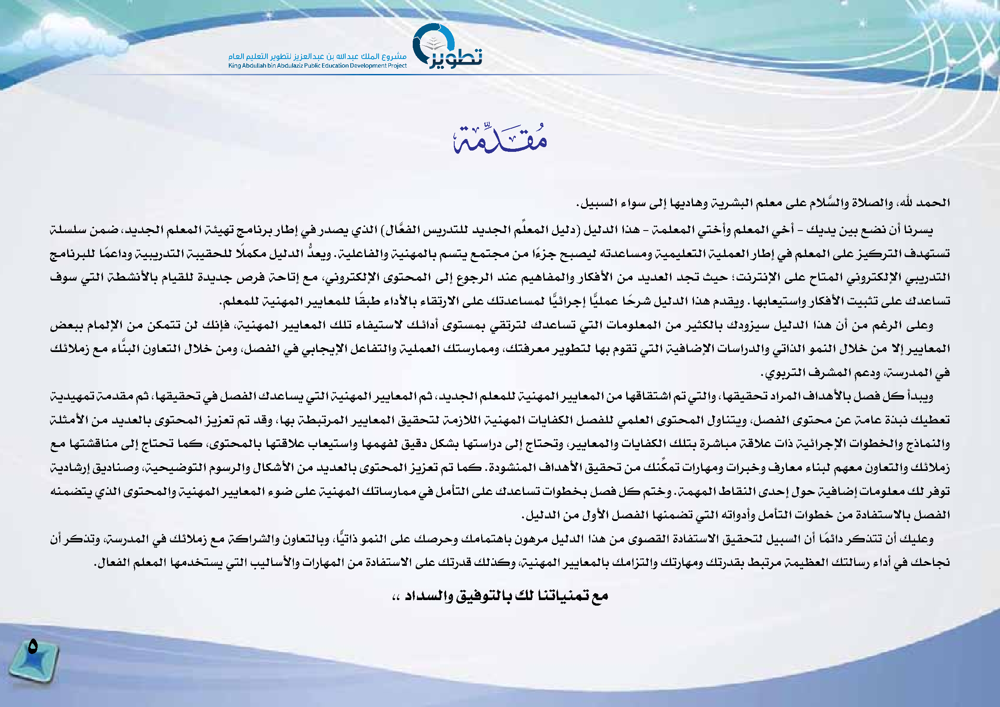 مشروع الملك عبدالله بن عبدالعزيز لتطوير التعليم العام
King Abdullah bin Abdulaziz Public Education Development Project
تطوير
مُقَدِّمة
الحمد لله، والصلاة والسَّلام على معلم البشرية وهاديها إلى سواء السبيل.
يسرنا أن نضع بين يديك - أخي المعلم وأختي المعلمة - هذا الدليل (دليل المعلِّم الجديد للتدريس الفعَّال) الذي يصدر في إطار برنامج تهيئة المعلم الجديد، ضمن سلسلة
تستهدف التركيز على المعلم في إطار العملية التعليمية ومساعدته ليصبح جزءًا من مجتمع يتسم بالمهنية والفاعلية. ويعدُّ الدليل مكملًا للحقيبة التدريبية وداعمًا للبرنامج
التدريبي الإلكتروني المتاح على الإنترنت؛ حيث تجد العديد من الأفكار والمفاهيم عند الرجوع إلى المحتوى الإلكتروني، مع إتاحة فرص جديدة للقيام بالأنشطة التي سوف
تساعدك على تثبيت الأفكار واستيعابها. ويقدم هذا الدليل شرحًا عمليًّا إجرائيًّا لمساعدتك على الارتقاء بالأداء طبقًا للمعايير المهنية للمعلم.
وعلى الرغم من أن هذا الدليل سيزودك بالكثير من المعلومات التي تساعدك لترتقي بمستوى أدائك لاستيفاء تلك المعايير المهنية، فإنك لن تتمكن من الإلمام ببعض
المعايير إلا من خلال النمو الذاتي والدراسات الإضافية التي تقوم بها لتطوير معرفتك، وممارستك العملية والتفاعل الإيجابي في الفصل، ومن خلال التعاون البنَّاء مع زملائك
في المدرسة، ودعم المشرف التربوي.
ويبدأ كل فصل بالأهداف المراد تحقيقها، والتي تم اشتقاقها من المعايير المهنية للمعلم الجديد، ثم المعايير المهنية التي يساعدك الفصل في تحقيقها، ثم مقدمة تمهيدية
تعطيك نبذة عامة عن محتوى الفصل، ويتناول المحتوى العلمي للفصل الكفايات المهنية اللازمة لتحقيق المعايير المرتبطة بها، وقد تم تعزيز المحتوى بالعديد من الأمثلة
والنماذج والخطوات الإجرائية ذات علاقة مباشرة بتلك الكفايات والمعايير، وتحتاج إلى دراستها بشكل دقيق لفهمها واستيعاب علاقتها بالمحتوى، كما تحتاج إلى مناقشتها مع
زملائك والتعاون معهم لبناء معارف وخبرات ومهارات تمكِّنك من تحقيق الأهداف المنشودة. كما تم تعزيز المحتوى بالعديد من الأشكال والرسوم التوضيحية، وصناديق إرشادية
توفر لك معلومات إضافية حول إحدى النقاط المهمة. وختم كل فصل بخطوات تساعدك على التأمل في ممارساتك المهنية على ضوء المعايير المهنية والمحتوى الذي يتضمنه
الفصل بالاستفادة من خطوات التأمل وأدواته التي تضمنها الفصل الأول من الدليل.
وعليك أن تتذكر دائمًا أن السبيل لتحقيق الاستفادة القصوى من هذا الدليل مرهون باهتمامك وحرصك على النمو ذاتيًّا، وبالتعاون والشراكة مع زملائك في المدرسة، وتذكر أن
نجاحك في أداء رسالتك العظيمة مرتبط بقدرتك ومهارتك والتزامك بالمعايير المهنية، وكذلك قدرتك على الاستفادة من المهارات والأساليب التي يستخدمها المعلم الفعال.
مع تمنياتنا لك بالتوفيق والسداد ،،
٥